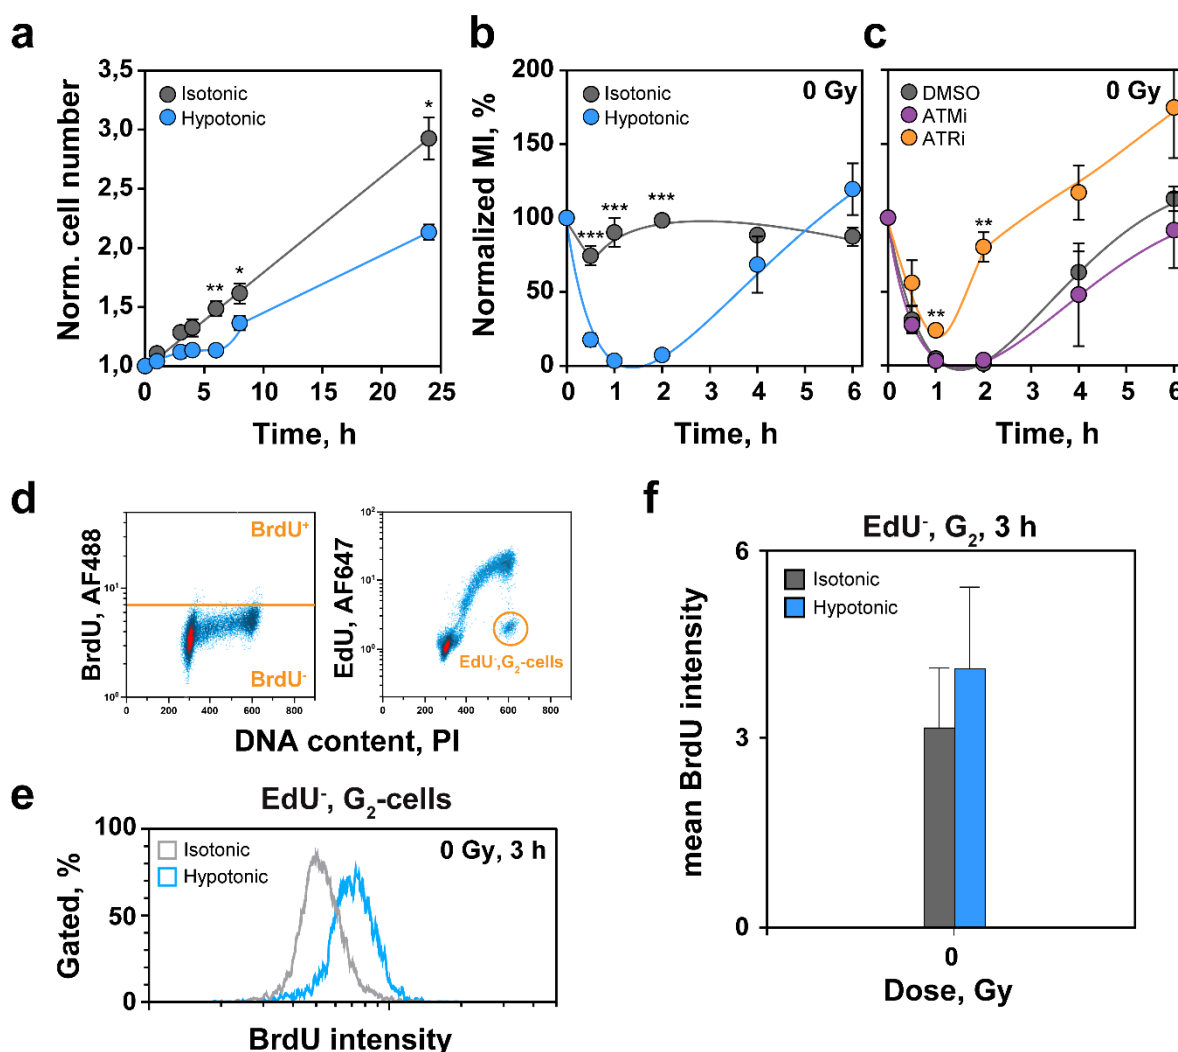 a
Norm. cell number
3,5
3,0
2,5
2,0
1,5
1,0
Isotonic
Hypotonic
*
**
*
0 5 10 15 20 25
Time, h
b
Normalized MI, %
200
150
100
50
0
Isotonic
Hypotonic
0 Gy
***
***
***
0 1 2 3 4 5 6
Time, h
c
DMSO
ATMi
ATRi
0 Gy
**
**
0 1 2 4 6
Time, h
d
BrdU, AF488
10¹
10⁰
BrdU⁺
BrdU⁻
0 200 400 600 800
EdU, AF647
10²
10¹
10⁰
EdU⁻,G₂-cells
0 200 400 600 800
DNA content, PI
e
EdU⁻, G₂-cells
Gated, %
100
50
0
Isotonic
Hypotonic
0 Gy, 3 h
BrdU intensity
f
EdU⁻, G₂, 3 h
mean BrdU intensity
6
3
0
Isotonic
Hypotonic
0
Dose, Gy